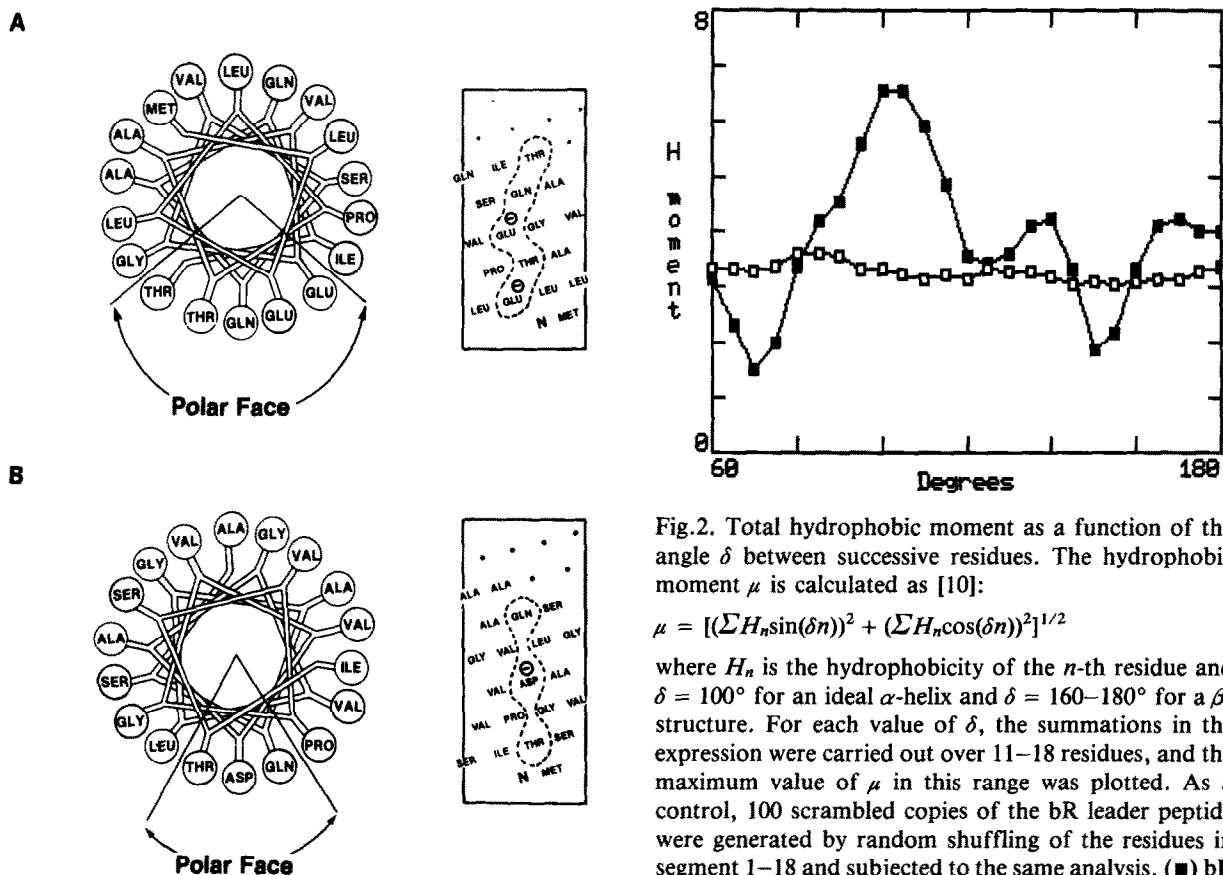 A
LEU
VAL
GLN
MET
VAL
ALA
LEU
ALA
SER
LEU
PRO
GLY
ILE
THR
GLU
THR
GLN
GLU
Polar Face
GLN ILE THR
SER GLN ALA
⊖
VAL GLU GLY VAL
PRO THR ALA
⊖
LEU GLU LEU LEU
N MET
B
ALA
VAL
GLY
GLY
VAL
SER
ALA
ALA
VAL
SER
ILE
GLY
VAL
LEU
PRO
THR
ASP
GLN
Polar Face
ALA ALA
ALA GLN SER
GLY VAL LEU GLY
⊖
VAL ASP ALA
VAL PRO GLY VAL
SER ILE THR SER
N MET
8
H moment
0
60
180
Degrees
Fig.2. Total hydrophobic moment as a function of th
angle δ between successive residues. The hydrophobi
moment μ is calculated as [10]:
μ = [(ΣHₙsin(δn))² + (ΣHₙcos(δn))²]^1/2
where Hₙ is the hydrophobicity of the n-th residue and
δ = 100° for an ideal α-helix and δ = 160–180° for a β
structure. For each value of δ, the summations in th
expression were carried out over 11–18 residues, and th
maximum value of μ in this range was plotted. As
control, 100 scrambled copies of the bR leader peptid
were generated by random shuffling of the residues in
segment 1–18 and subjected to the same analysis. (■) bl